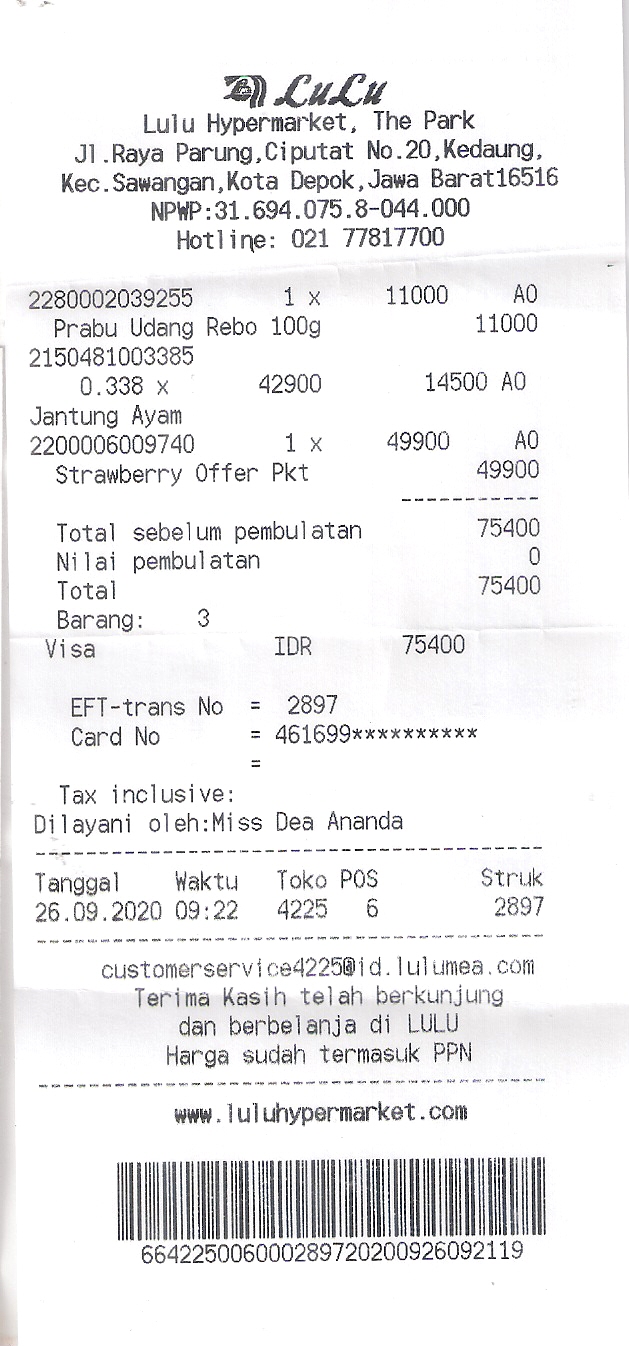 LuLu
Lulu Hypermarket, The Park
Jl.Raya Parung,Ciputat No.20,Kedaung,
Kec.Sawangan,Kota Depok,Jawa Barat16516
NPWP:31.694.075.8-044.000
Hotline: 021 77817700
2280002039255 1 x 11000 A0
Prabu Udang Rebo 100g 11000
2150481003385
0.338 x 42900 14500 A0
Jantung Ayam
2200006009740 1 x 49900 A0
Strawberry Offer Pkt 49900
-----------
Total sebelum pembulatan 75400
Nilai pembulatan 0
Total 75400
Barang: 3
Visa IDR 75400
EFT-trans No = 2897
Card No = 461699**********
=
Tax inclusive:
Dilayani oleh:Miss Dea Ananda
----------------------------------------
Tanggal Waktu Toko POS Struk
26.09.2020 09:22 4225 6 2897
----------------------------------------
customerservice4225@id.lulumea.com
Terima Kasih telah berkunjung
dan berbelanja di LULU
Harga sudah termasuk PPN
----------------------------------------
www.luluhypermarket.com
664225006000289720200926092119